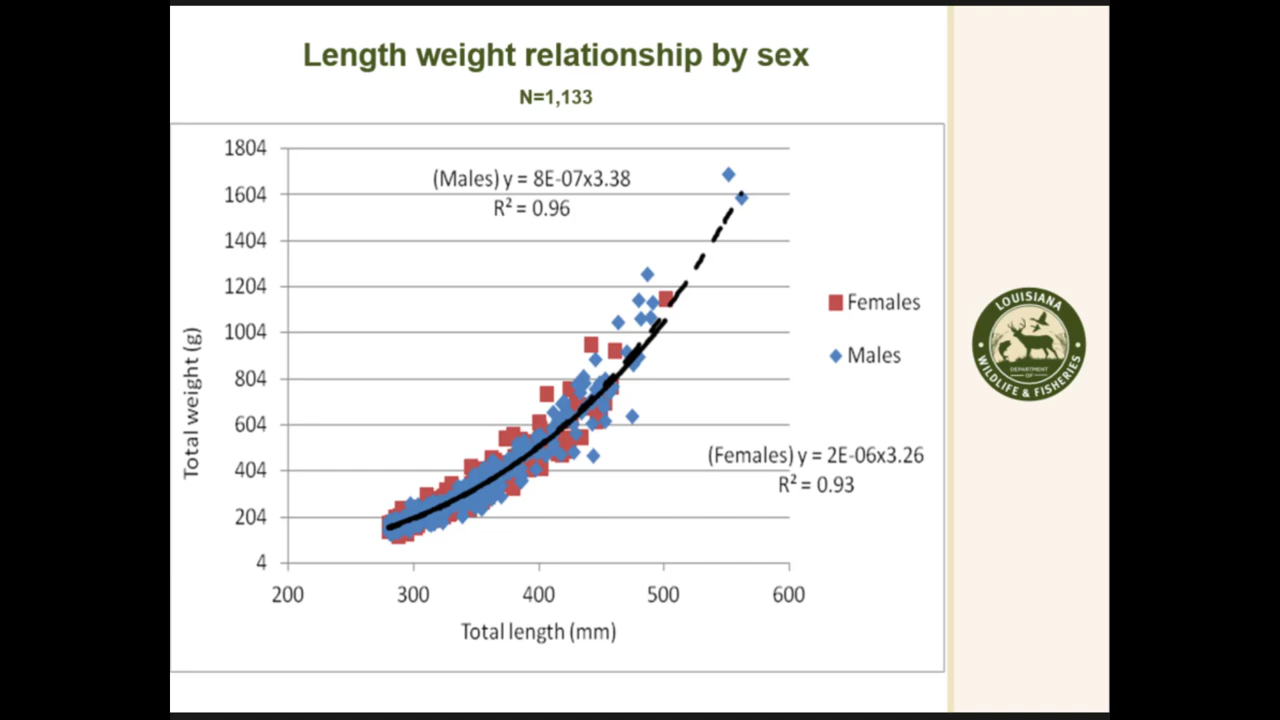 Length weight relationship by sex
N=1,133
1804
1604
1404
1204
1004
804
604
404
204
4
Total weight (g)
(Males) y = 8E-07x3.38
R² = 0.96
(Females) y = 2E-06x3.26
R² = 0.93
Females
Males
200 300 400 500 600
Total length (mm)
LOUISIANA
DEPARTMENT
OF
WILDLIFE & FISHERIES